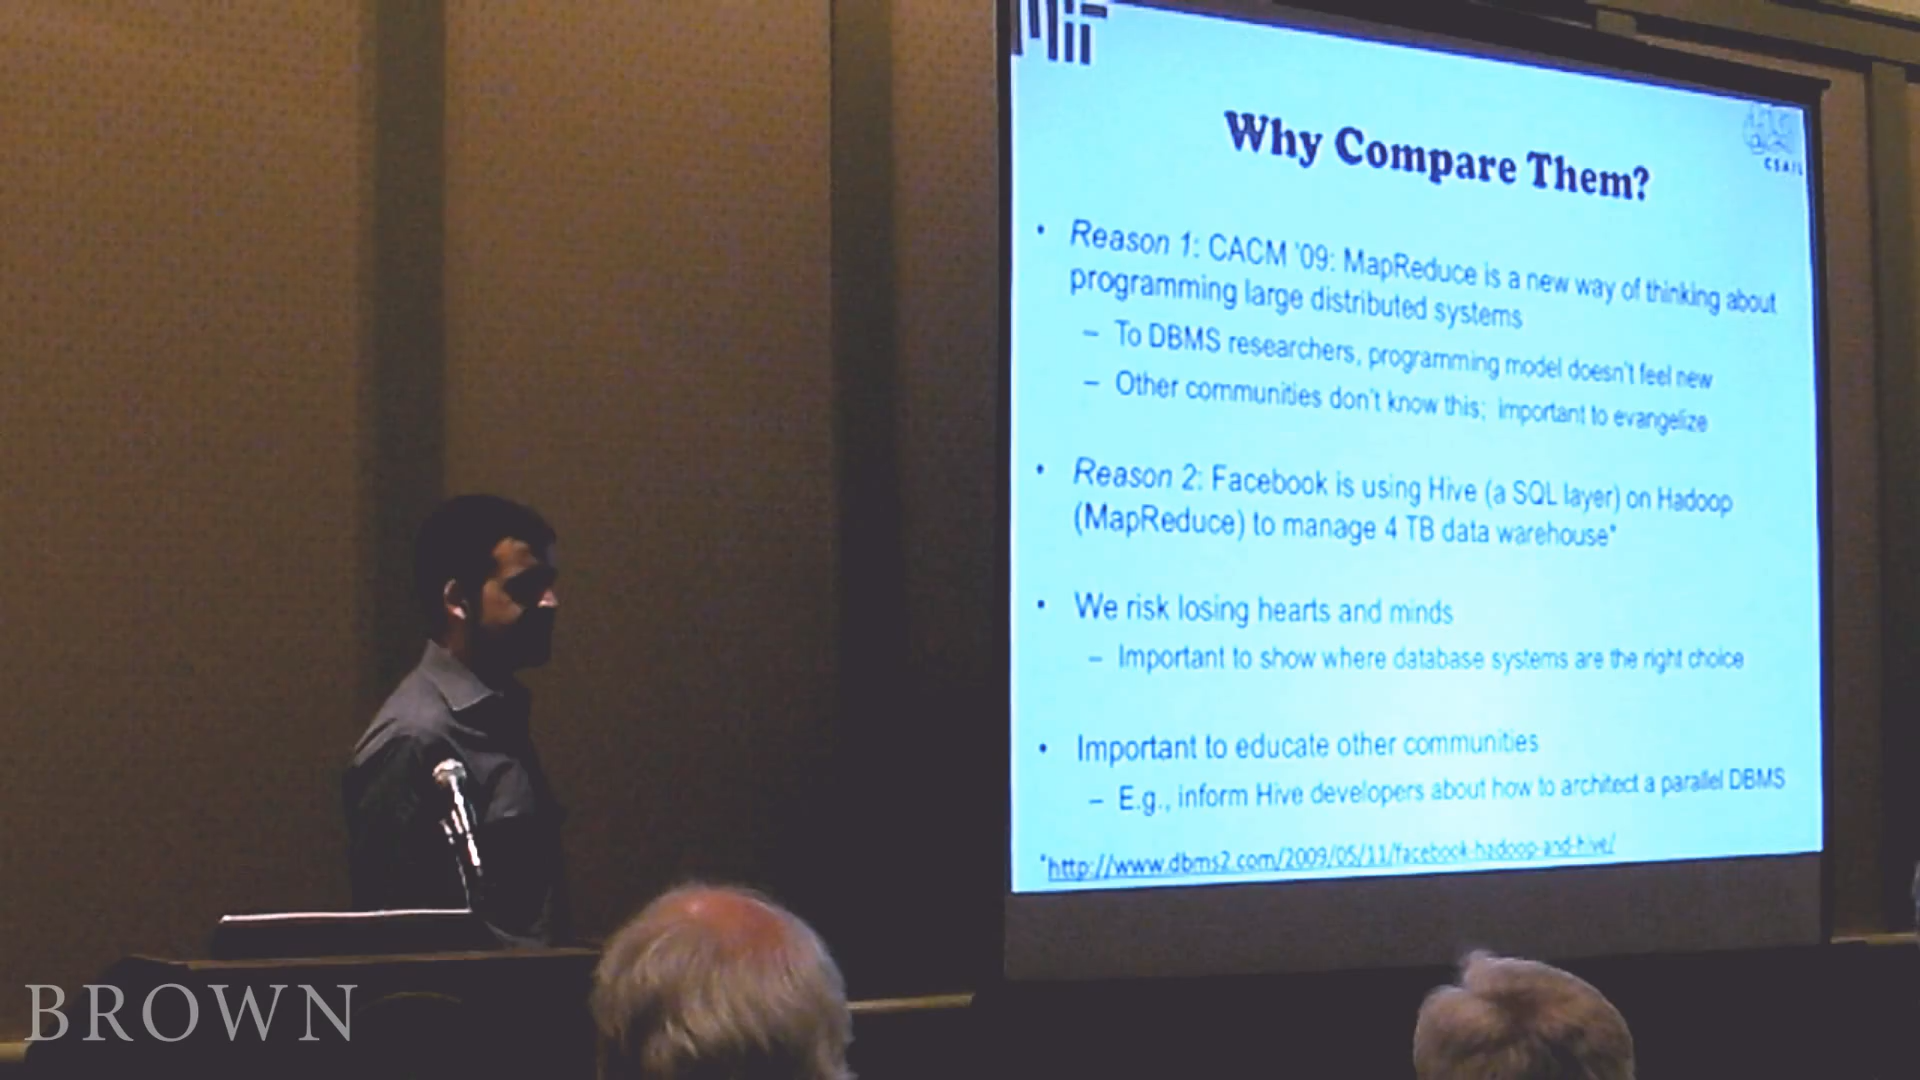 MIT
CSAIL
Why Compare Them?
• Reason 1: CACM '09: MapReduce is a new way of thinking about
programming large distributed systems
– To DBMS researchers, programming model doesn't feel new
– Other communities don't know this; important to evangelize
• Reason 2: Facebook is using Hive (a SQL layer) on Hadoop
(MapReduce) to manage 4 TB data warehouse*
• We risk losing hearts and minds
– Important to show where database systems are the right choice
• Important to educate other communities
– E.g., inform Hive developers about how to architect a parallel DBMS
*http://www.dbms2.com/2009/05/11/facebook-hadoop-and-hive/
BROWN